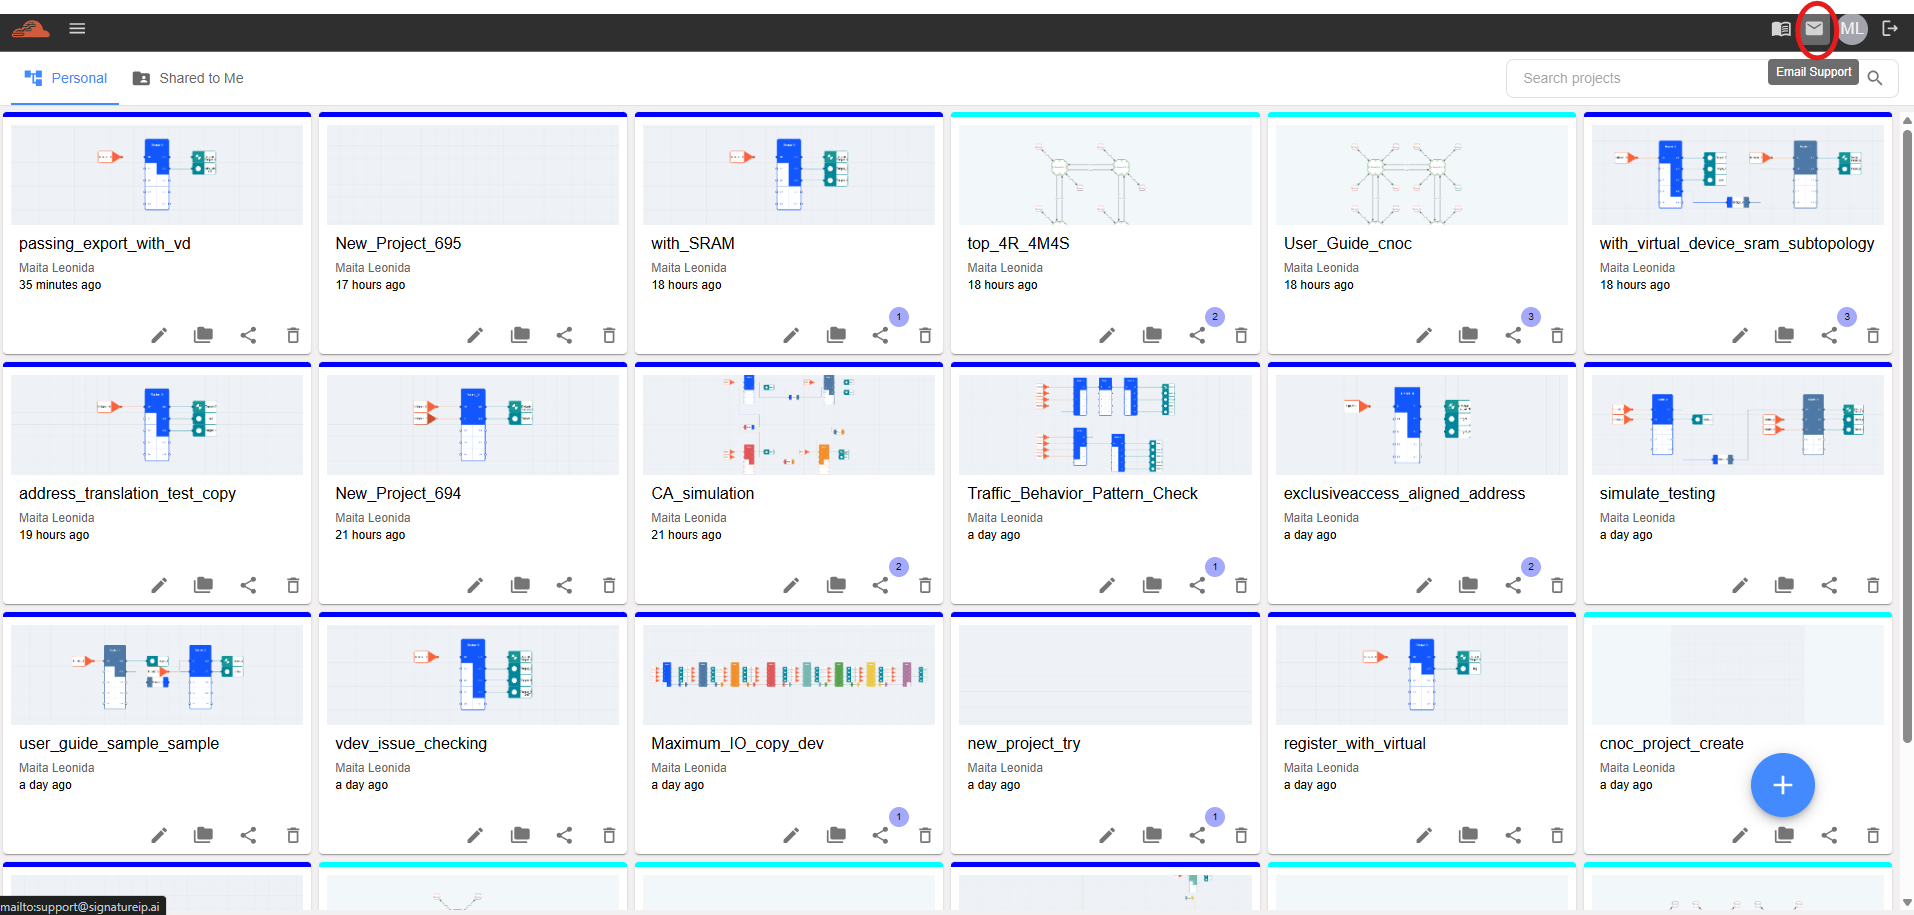 ML
Personal
Shared to Me
Search projects
Email Support
passing_export_with_vd
Maita Leonida
35 minutes ago
New_Project_695
Maita Leonida
17 hours ago
with_SRAM
Maita Leonida
18 hours ago
1
top_4R_4M4S
Maita Leonida
18 hours ago
2
User_Guide_cnoc
Maita Leonida
18 hours ago
3
with_virtual_device_sram_subtopology
Maita Leonida
18 hours ago
3
address_translation_test_copy
Maita Leonida
19 hours ago
New_Project_694
Maita Leonida
21 hours ago
CA_simulation
Maita Leonida
21 hours ago
2
Traffic_Behavior_Pattern_Check
Maita Leonida
a day ago
1
exclusiveaccess_aligned_address
Maita Leonida
a day ago
2
simulate_testing
Maita Leonida
a day ago
user_guide_sample_sample
Maita Leonida
a day ago
vdev_issue_checking
Maita Leonida
a day ago
Maximum_IO_copy_dev
Maita Leonida
a day ago
1
new_project_try
Maita Leonida
a day ago
1
register_with_virtual
Maita Leonida
a day ago
cnoc_project_create
Maita Leonida
a day ago
mailto:support@signatureip.ai